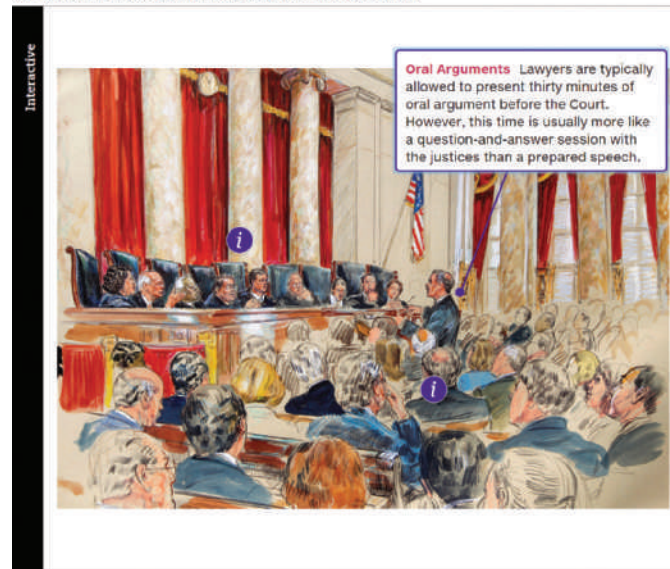 Interactive
Oral Arguments Lawyers are typically
allowed to present thirty minutes of
oral argument before the Court.
However, this time is usually more like
a question-and-answer session with
the justices than a prepared speech.
i
i